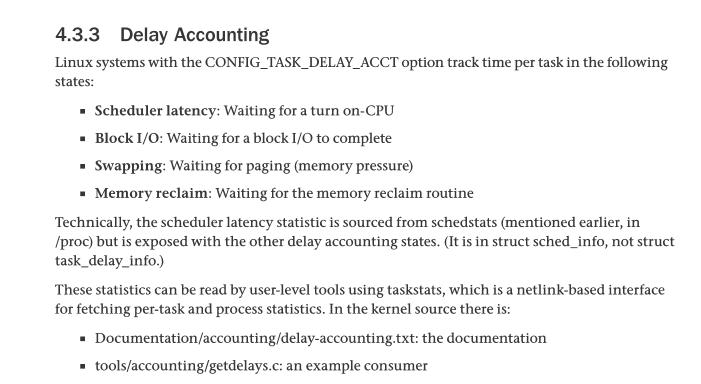 4.3.3 Delay Accounting
Linux systems with the CONFIG_TASK_DELAY_ACCT option track time per task in the following
states:
▪ Scheduler latency: Waiting for a turn on-CPU
▪ Block I/O: Waiting for a block I/O to complete
▪ Swapping: Waiting for paging (memory pressure)
▪ Memory reclaim: Waiting for the memory reclaim routine
Technically, the scheduler latency statistic is sourced from schedstats (mentioned earlier, in
/proc) but is exposed with the other delay accounting states. (It is in struct sched_info, not struct
task_delay_info.)
These statistics can be read by user-level tools using taskstats, which is a netlink-based interface
for fetching per-task and process statistics. In the kernel source there is:
▪ Documentation/accounting/delay-accounting.txt: the documentation
▪ tools/accounting/getdelays.c: an example consumer